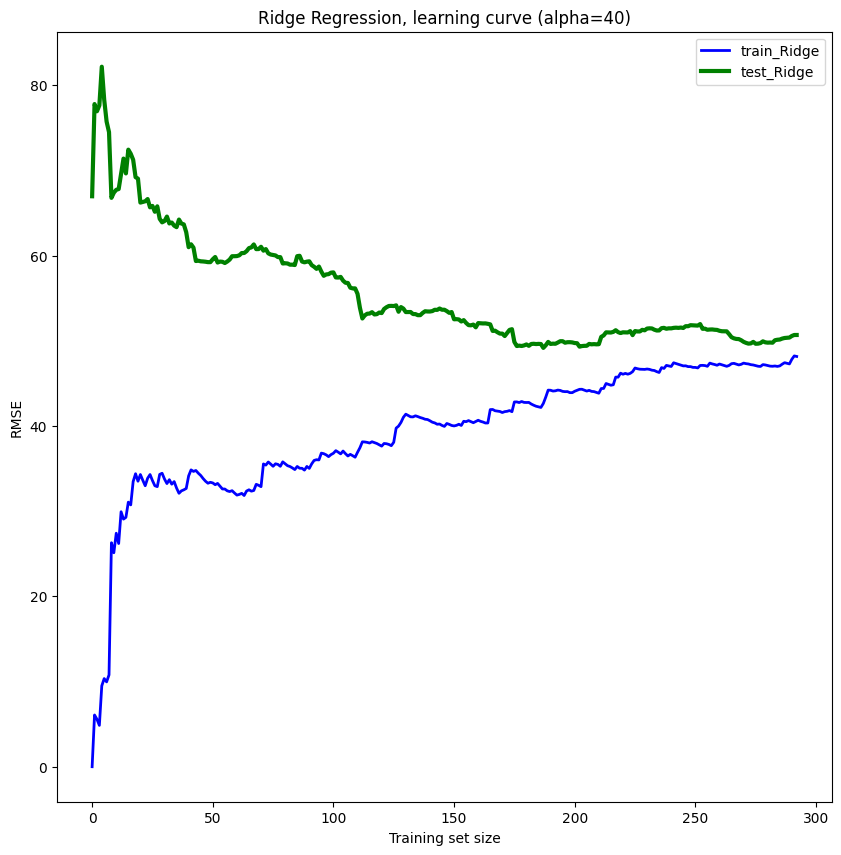 Ridge Regression, learning curve (alpha=40)
train_Ridge
test_Ridge
80
60
40
20
0
RMSE
0 50 100 150 200 250 300
Training set size